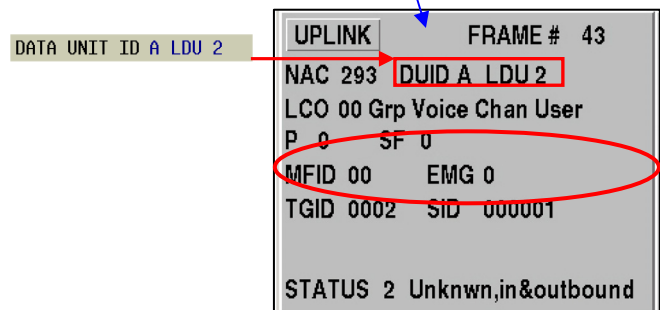 DATA UNIT ID A LDU 2
UPLINK FRAME # 43
NAC 293 DUID A LDU 2
LCO 00 Grp Voice Chan User
P 0 SF 0
MFID 00 EMG 0
TGID 0002 SID 000001
STATUS 2 Unknwn,in&outbound